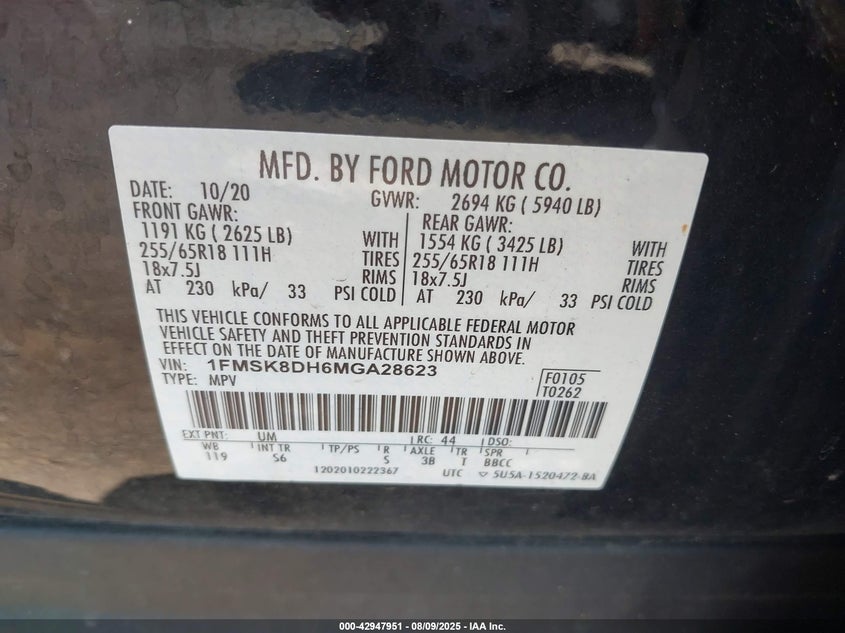 MFD. BY FORD MOTOR CO.
DATE: 10/20 GVWR: 2694 KG ( 5940 LB)
FRONT GAWR: REAR GAWR:
1191 KG ( 2625 LB) WITH 1554 KG ( 3425 LB) WITH
255/65R18 111H TIRES 255/65R18 111H TIRES
18x7.5J RIMS 18x7.5J RIMS
AT 230 kPa/ 33 PSI COLD AT 230 kPa/ 33 PSI COLD
THIS VEHICLE CONFORMS TO ALL APPLICABLE FEDERAL MOTOR
VEHICLE SAFETY AND THEFT PREVENTION STANDARDS IN
EFFECT ON THE DATE OF MANUFACTURE SHOWN ABOVE.
VIN: 1FMSK8DH6MGA28623 F0105
TYPE: MPV T0262
EXT PNT: UM RC: 44 DSO:
WB INT TR TP/PS R AXLE TR SPR
119 S6 S 3B T BBCC
1202010222367 UTC 5U5A-1520472-BA
000-42947951 | 08/09/2025 - IAA Inc.